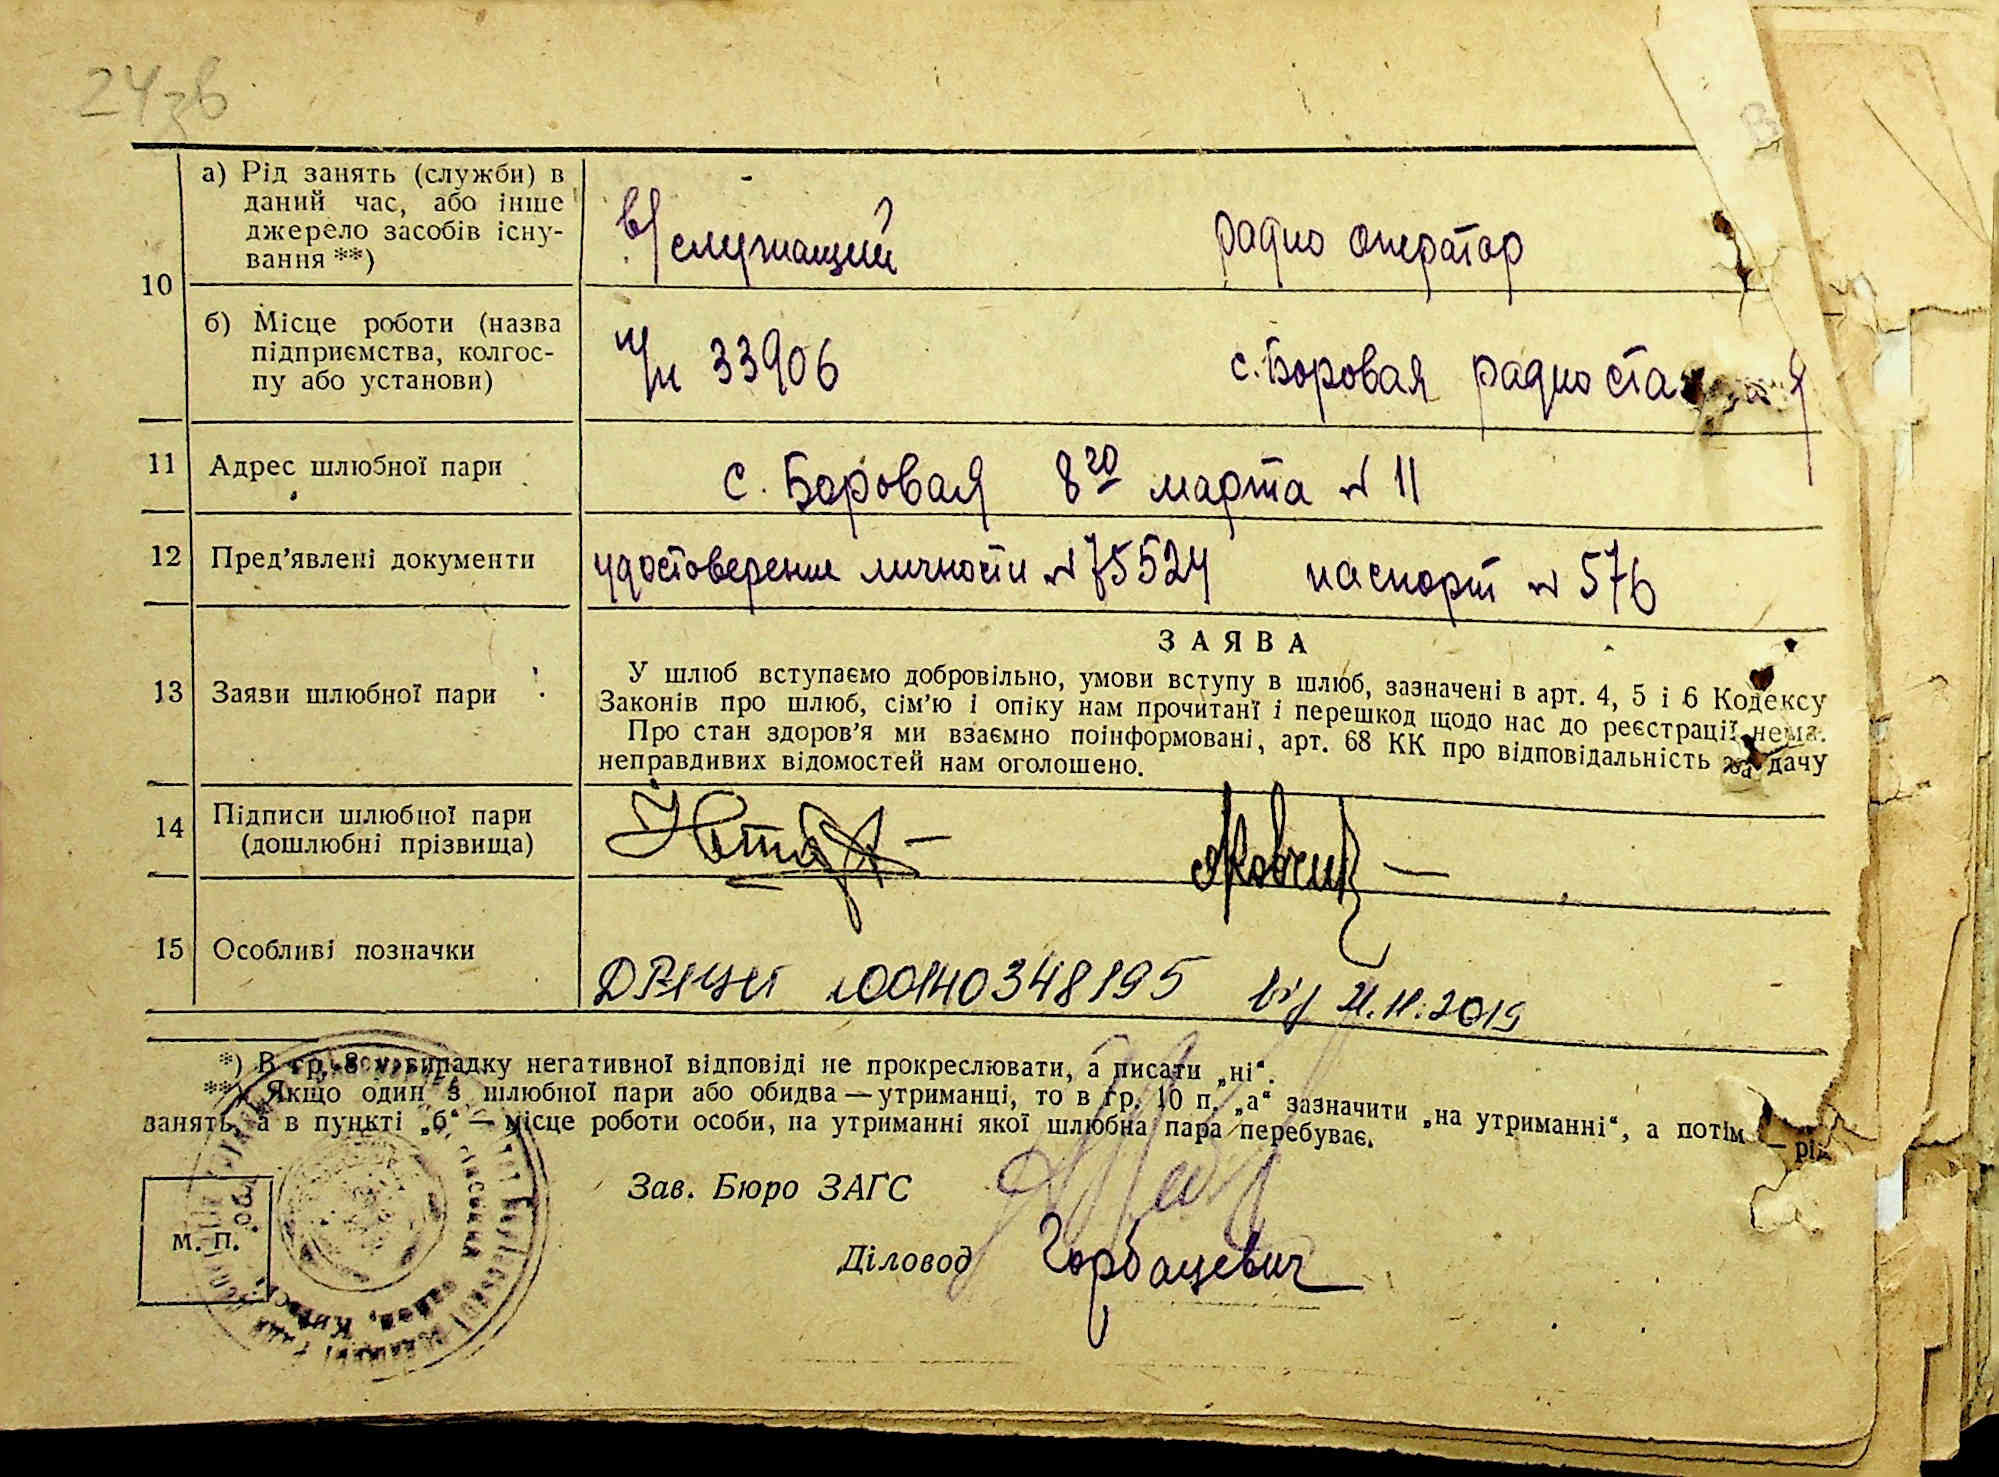 24зв
10
а) Рід занять (служби) в
даний час, або інше
джерело засобів існу-
вання **)
в/служащий радио оператор
б) Місце роботи (назва
підприємства, колгос-
пу або установи)
ч/п 33906 с. Боровая радиоста я
11 Адрес шлюбної пари с. Боровая 8го марта № 11
12 Пред'явлені документи удостоверение личности № 75524 паспорт № 576
13 Заяви шлюбної пари
ЗАЯВА
У шлюб вступаємо добровільно, умови вступу в шлюб, зазначені в арт. 4, 5 і 6 Кодексу
Законів про шлюб, сім'ю і опіку нам прочитані і перешкод щодо нас до реєстрації нема.
Про стан здоров'я ми взаємно поінформовані, арт. 68 КК про відповідальність за дачу
неправдивих відомостей нам оголошено.
14 Підписи шлюбної пари
(дошлюбні прізвища)
15 Особливі позначки
ДРАЦСГ 00140348195 від 21.11.2019
*) В гр. 8 у випадку негативної відповіді не прокреслювати, а писати „ні“.
**) Якщо один з шлюбної пари або обидва — утриманці, то в гр. 10 п. „а“ зазначити „на утриманні“, а потім — рід
занять, а в пункті „б“ — місце роботи особи, на утриманні якої шлюбна пара перебуває.
Зав. Бюро ЗАГС
М. П.
Діловод Горбацевич